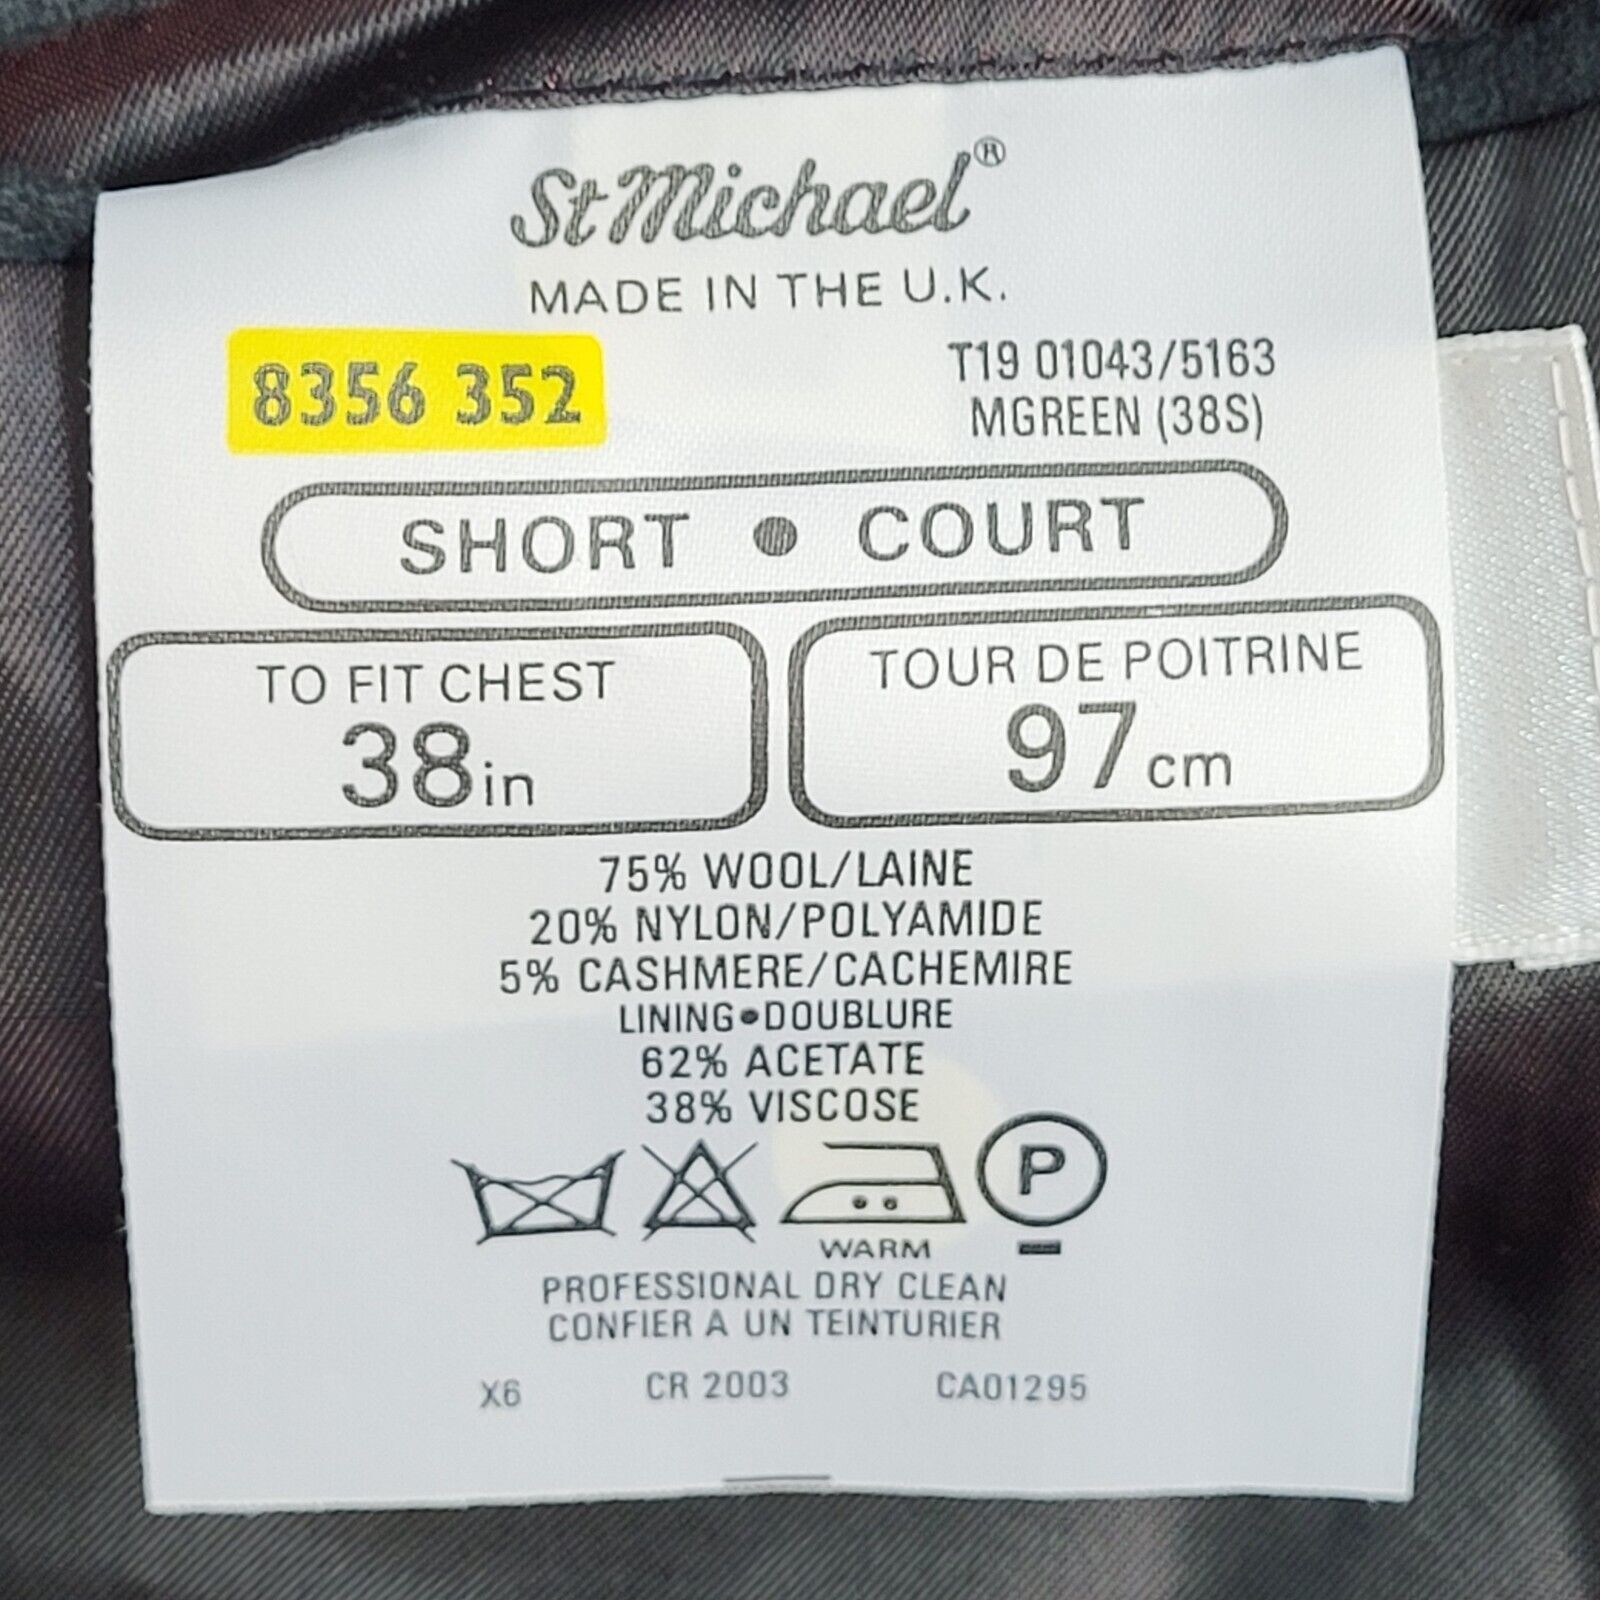 St Michael®
MADE IN THE U.K.
8356 352
T19 01043/5163
MGREEN (38S)
SHORT • COURT
TO FIT CHEST
38in
TOUR DE POITRINE
97cm
75% WOOL/LAINE
20% NYLON/POLYAMIDE
5% CASHMERE/CACHEMIRE
LINING•DOUBLURE
62% ACETATE
38% VISCOSE
P
WARM
PROFESSIONAL DRY CLEAN
CONFIER A UN TEINTURIER
X6 CR 2003 CA01295